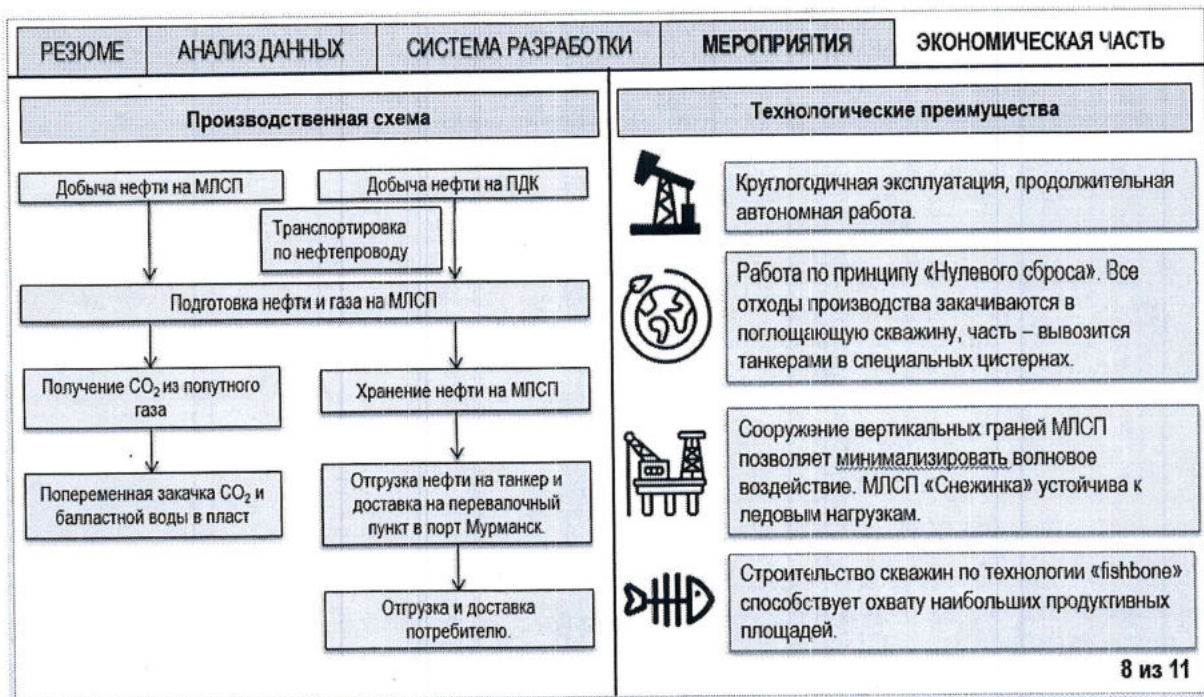 РЕЗЮМЕ
АНАЛИЗ ДАННЫХ
СИСТЕМА РАЗРАБОТКИ
МЕРОПРИЯТИЯ
ЭКОНОМИЧЕСКАЯ ЧАСТЬ
Производственная схема
Добыча нефти на МЛСП
Добыча нефти на ПДК
Транспортировка
по нефтепроводу
Подготовка нефти и газа на МЛСП
Получение CO₂ из попутного
газа
Хранение нефти на МЛСП
Попеременная закачка CO₂ и
балластной воды в пласт
Отгрузка нефти на танкер и
доставка на перевалочный
пункт в порт Мурманск.
Отгрузка и доставка
потребителю.
Технологические преимущества
Круглогодичная эксплуатация, продолжительная
автономная работа.
Работа по принципу «Нулевого сброса». Все
отходы производства закачиваются в
поглощающую скважину, часть – вывозится
танкерами в специальных цистернах.
Сооружение вертикальных граней МЛСП
позволяет минимализировать волновое
воздействие. МЛСП «Снежинка» устойчива к
ледовым нагрузкам.
Строительство скважин по технологии «fishbone»
способствует охвату наибольших продуктивных
площадей.
8 из 11